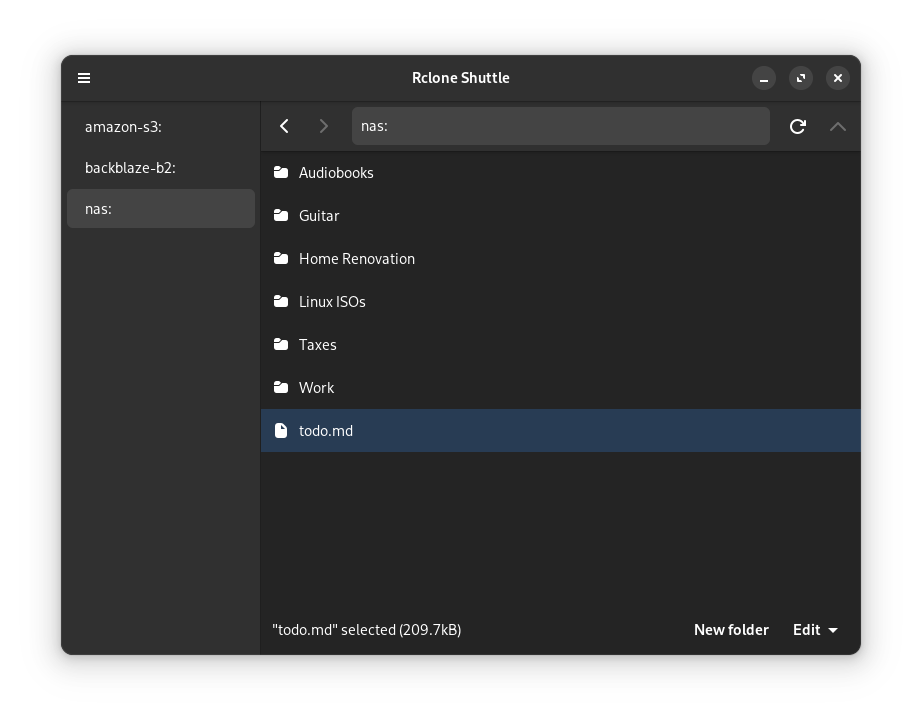 Rclone Shuttle
amazon-s3:
backblaze-b2:
nas:
nas:
Audiobooks
Guitar
Home Renovation
Linux ISOs
Taxes
Work
todo.md
"todo.md" selected (209.7kB)
New folder
Edit